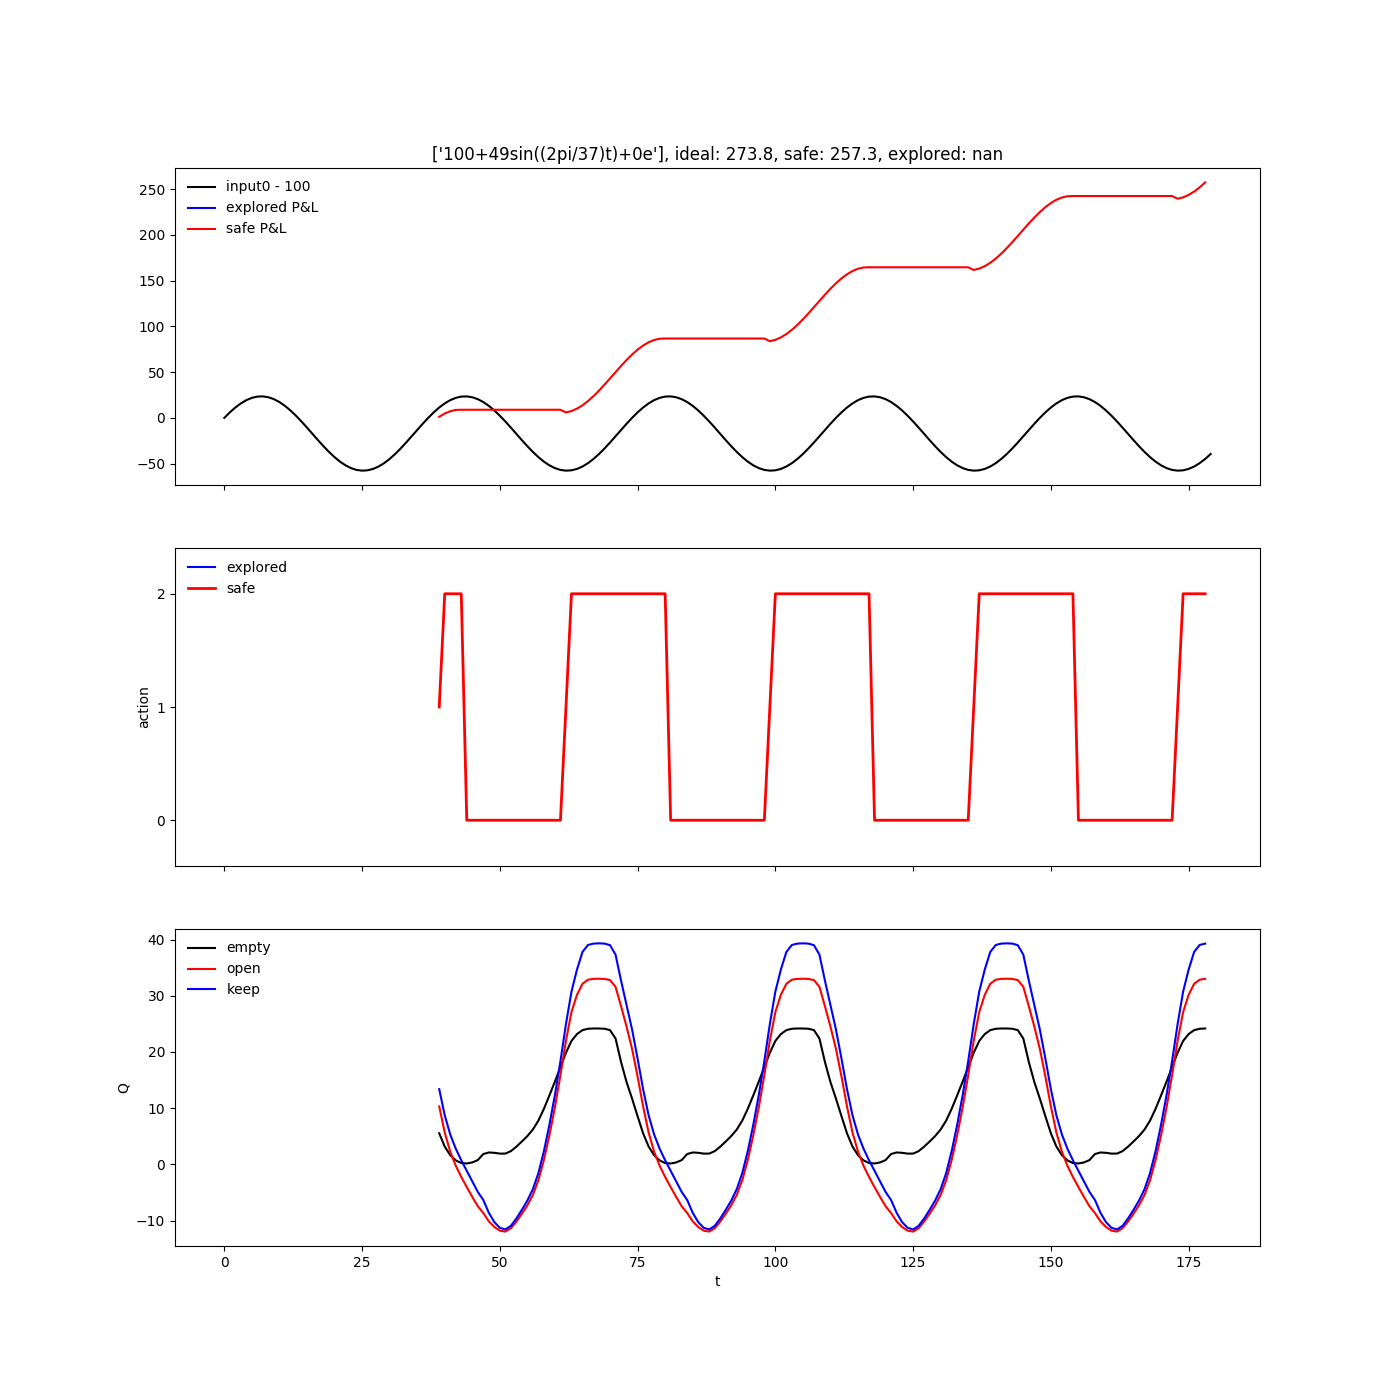 ['100+49sin((2pi/37)t)+0e'], ideal: 273.8, safe: 257.3, explored: nan
input0 - 100
explored P&L
safe P&L
250
200
150
100
50
0
−50
explored
safe
2
1
0
action
empty
open
keep
40
30
20
10
0
−10
Q
0 25 50 75 100 125 150 175
t